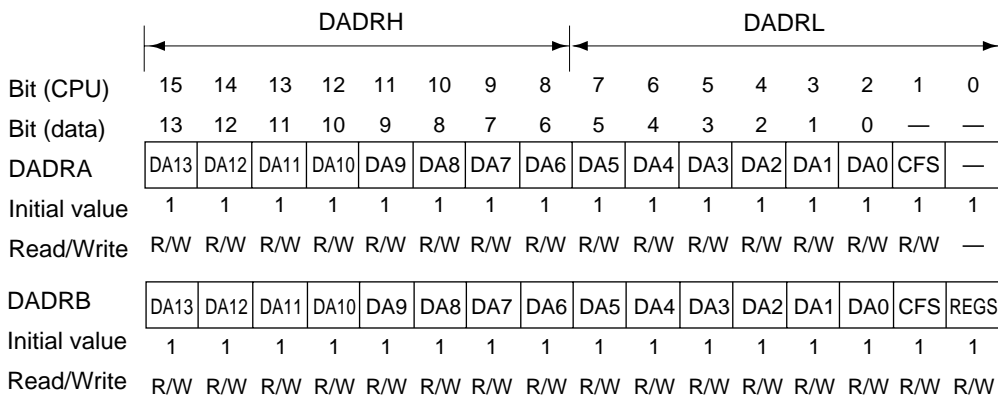 DADRH DADRL
Bit (CPU) 15 14 13 12 11 10 9 8 7 6 5 4 3 2 1 0
Bit (data) 13 12 11 10 9 8 7 6 5 4 3 2 1 0 — —
DADRA DA13 DA12 DA11 DA10 DA9 DA8 DA7 DA6 DA5 DA4 DA3 DA2 DA1 DA0 CFS —
Initial value 1 1 1 1 1 1 1 1 1 1 1 1 1 1 1 1
Read/Write R/W R/W R/W R/W R/W R/W R/W R/W R/W R/W R/W R/W R/W R/W R/W —
DADRB DA13 DA12 DA11 DA10 DA9 DA8 DA7 DA6 DA5 DA4 DA3 DA2 DA1 DA0 CFS REGS
Initial value 1 1 1 1 1 1 1 1 1 1 1 1 1 1 1 1
Read/Write R/W R/W R/W R/W R/W R/W R/W R/W R/W R/W R/W R/W R/W R/W R/W R/W